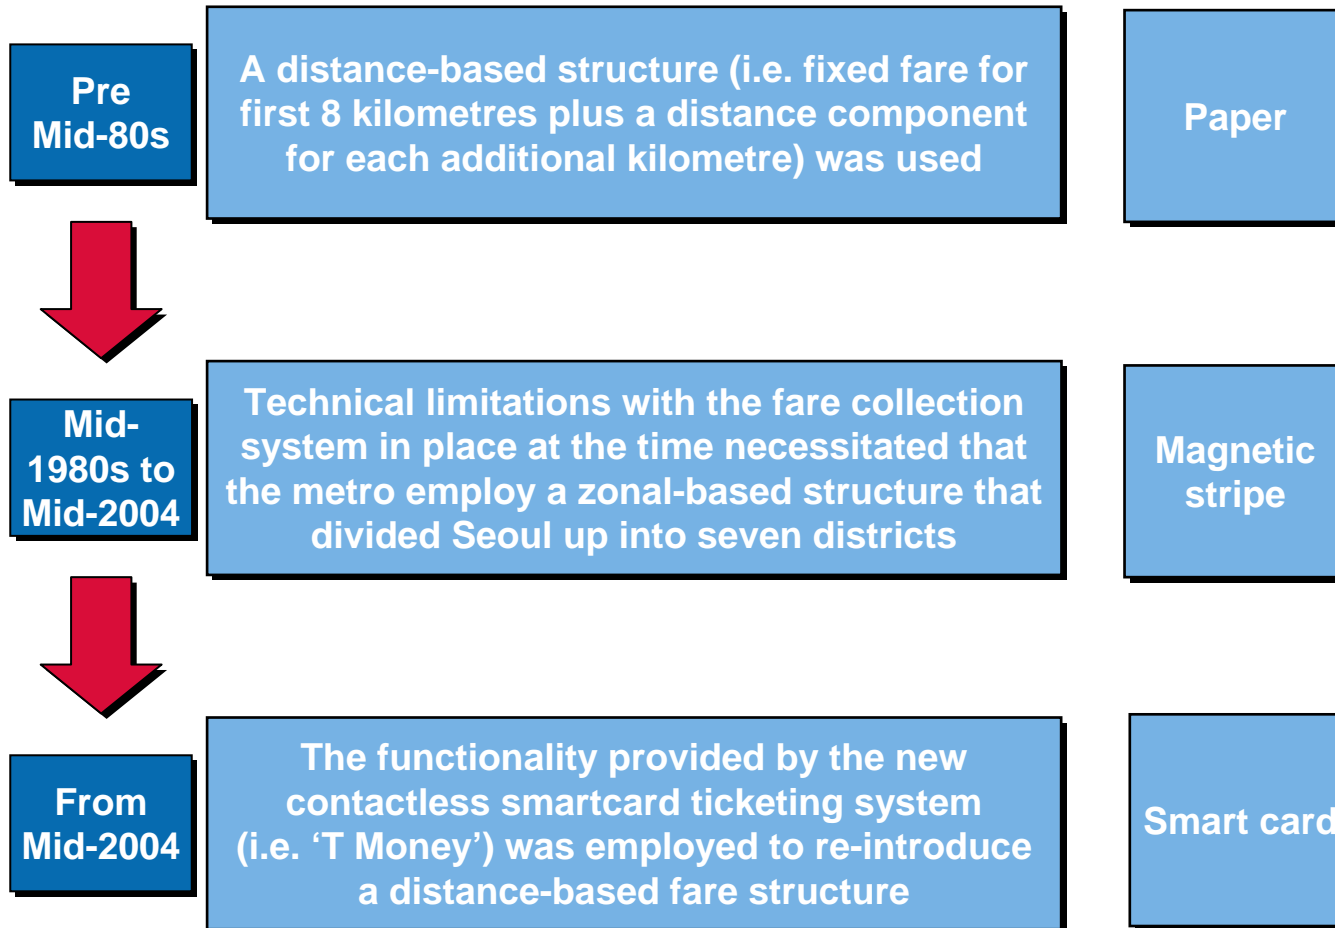 Pre
Mid-80s
A distance-based structure (i.e. fixed fare for
first 8 kilometres plus a distance component
for each additional kilometre) was used
Paper
Mid-
1980s to
Mid-2004
Technical limitations with the fare collection
system in place at the time necessitated that
the metro employ a zonal-based structure that
divided Seoul up into seven districts
Magnetic
stripe
From
Mid-2004
The functionality provided by the new
contactless smartcard ticketing system
(i.e. ‘T Money’) was employed to re-introduce
a distance-based fare structure
Smart card